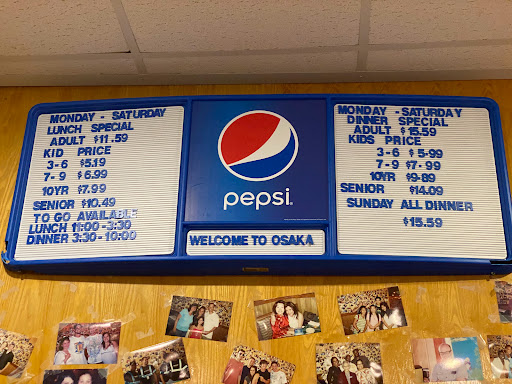 MONDAY - SATURDAY
LUNCH SPECIAL
ADULT $11.59
KID PRICE
3-6 $5.19
7-9 $6.99
10YR $7.99
SENIOR $10.49
TO GO AVAILABLE
LUNCH 11:00-3:30
DINNER 3:30-10:00
pepsi
WELCOME TO OSAKA
MONDAY - SATURDAY
DINNER SPECIAL
ADULT $15.59
KIDS PRICE
3-6 $5-99
7-9 $7-99
10YR $9-89
SENIOR $14.09
SUNDAY ALL DINNER
$15.59